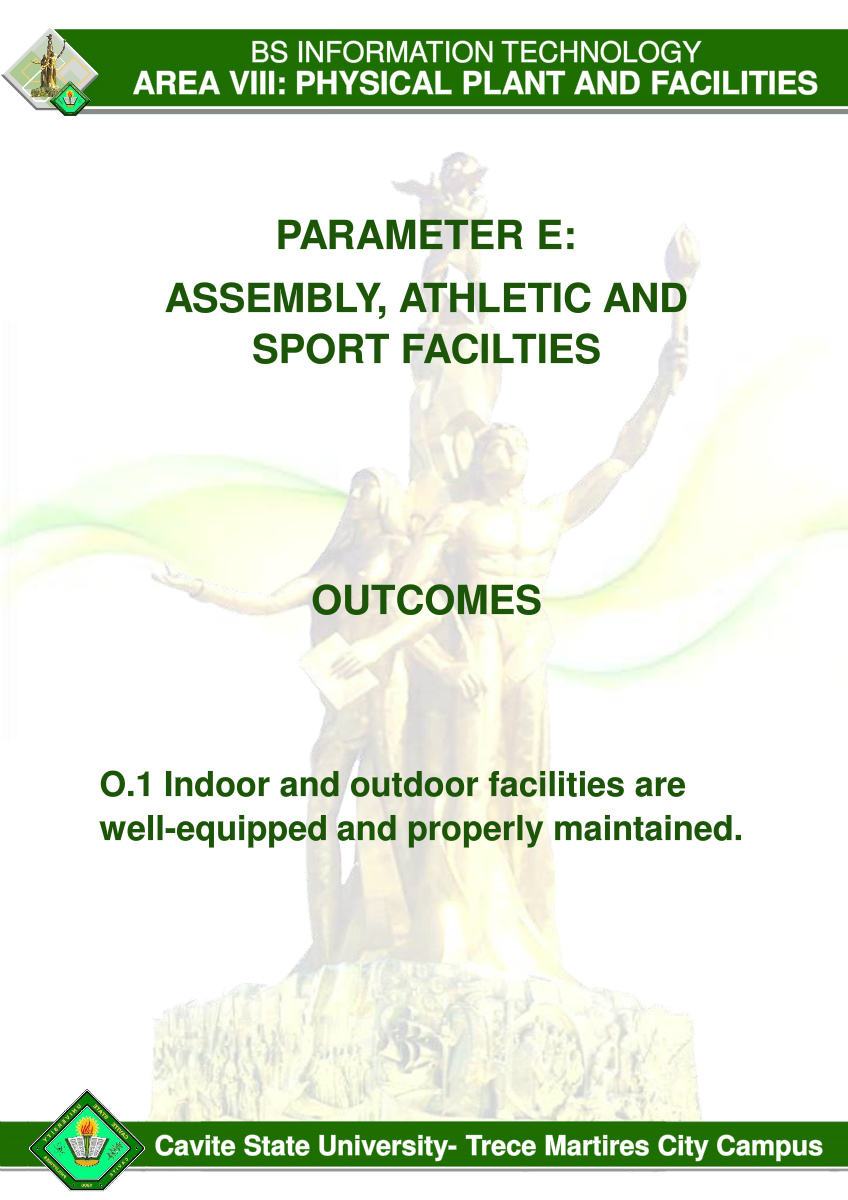 BS INFORMATION TECHNOLOGY
AREA VIII: PHYSICAL PLANT AND FACILITIES
PARAMETER E:
ASSEMBLY, ATHLETIC AND
SPORT FACILTIES
OUTCOMES
O.1 Indoor and outdoor facilities are
well-equipped and properly maintained.
Cavite State University- Trece Martires City Campus